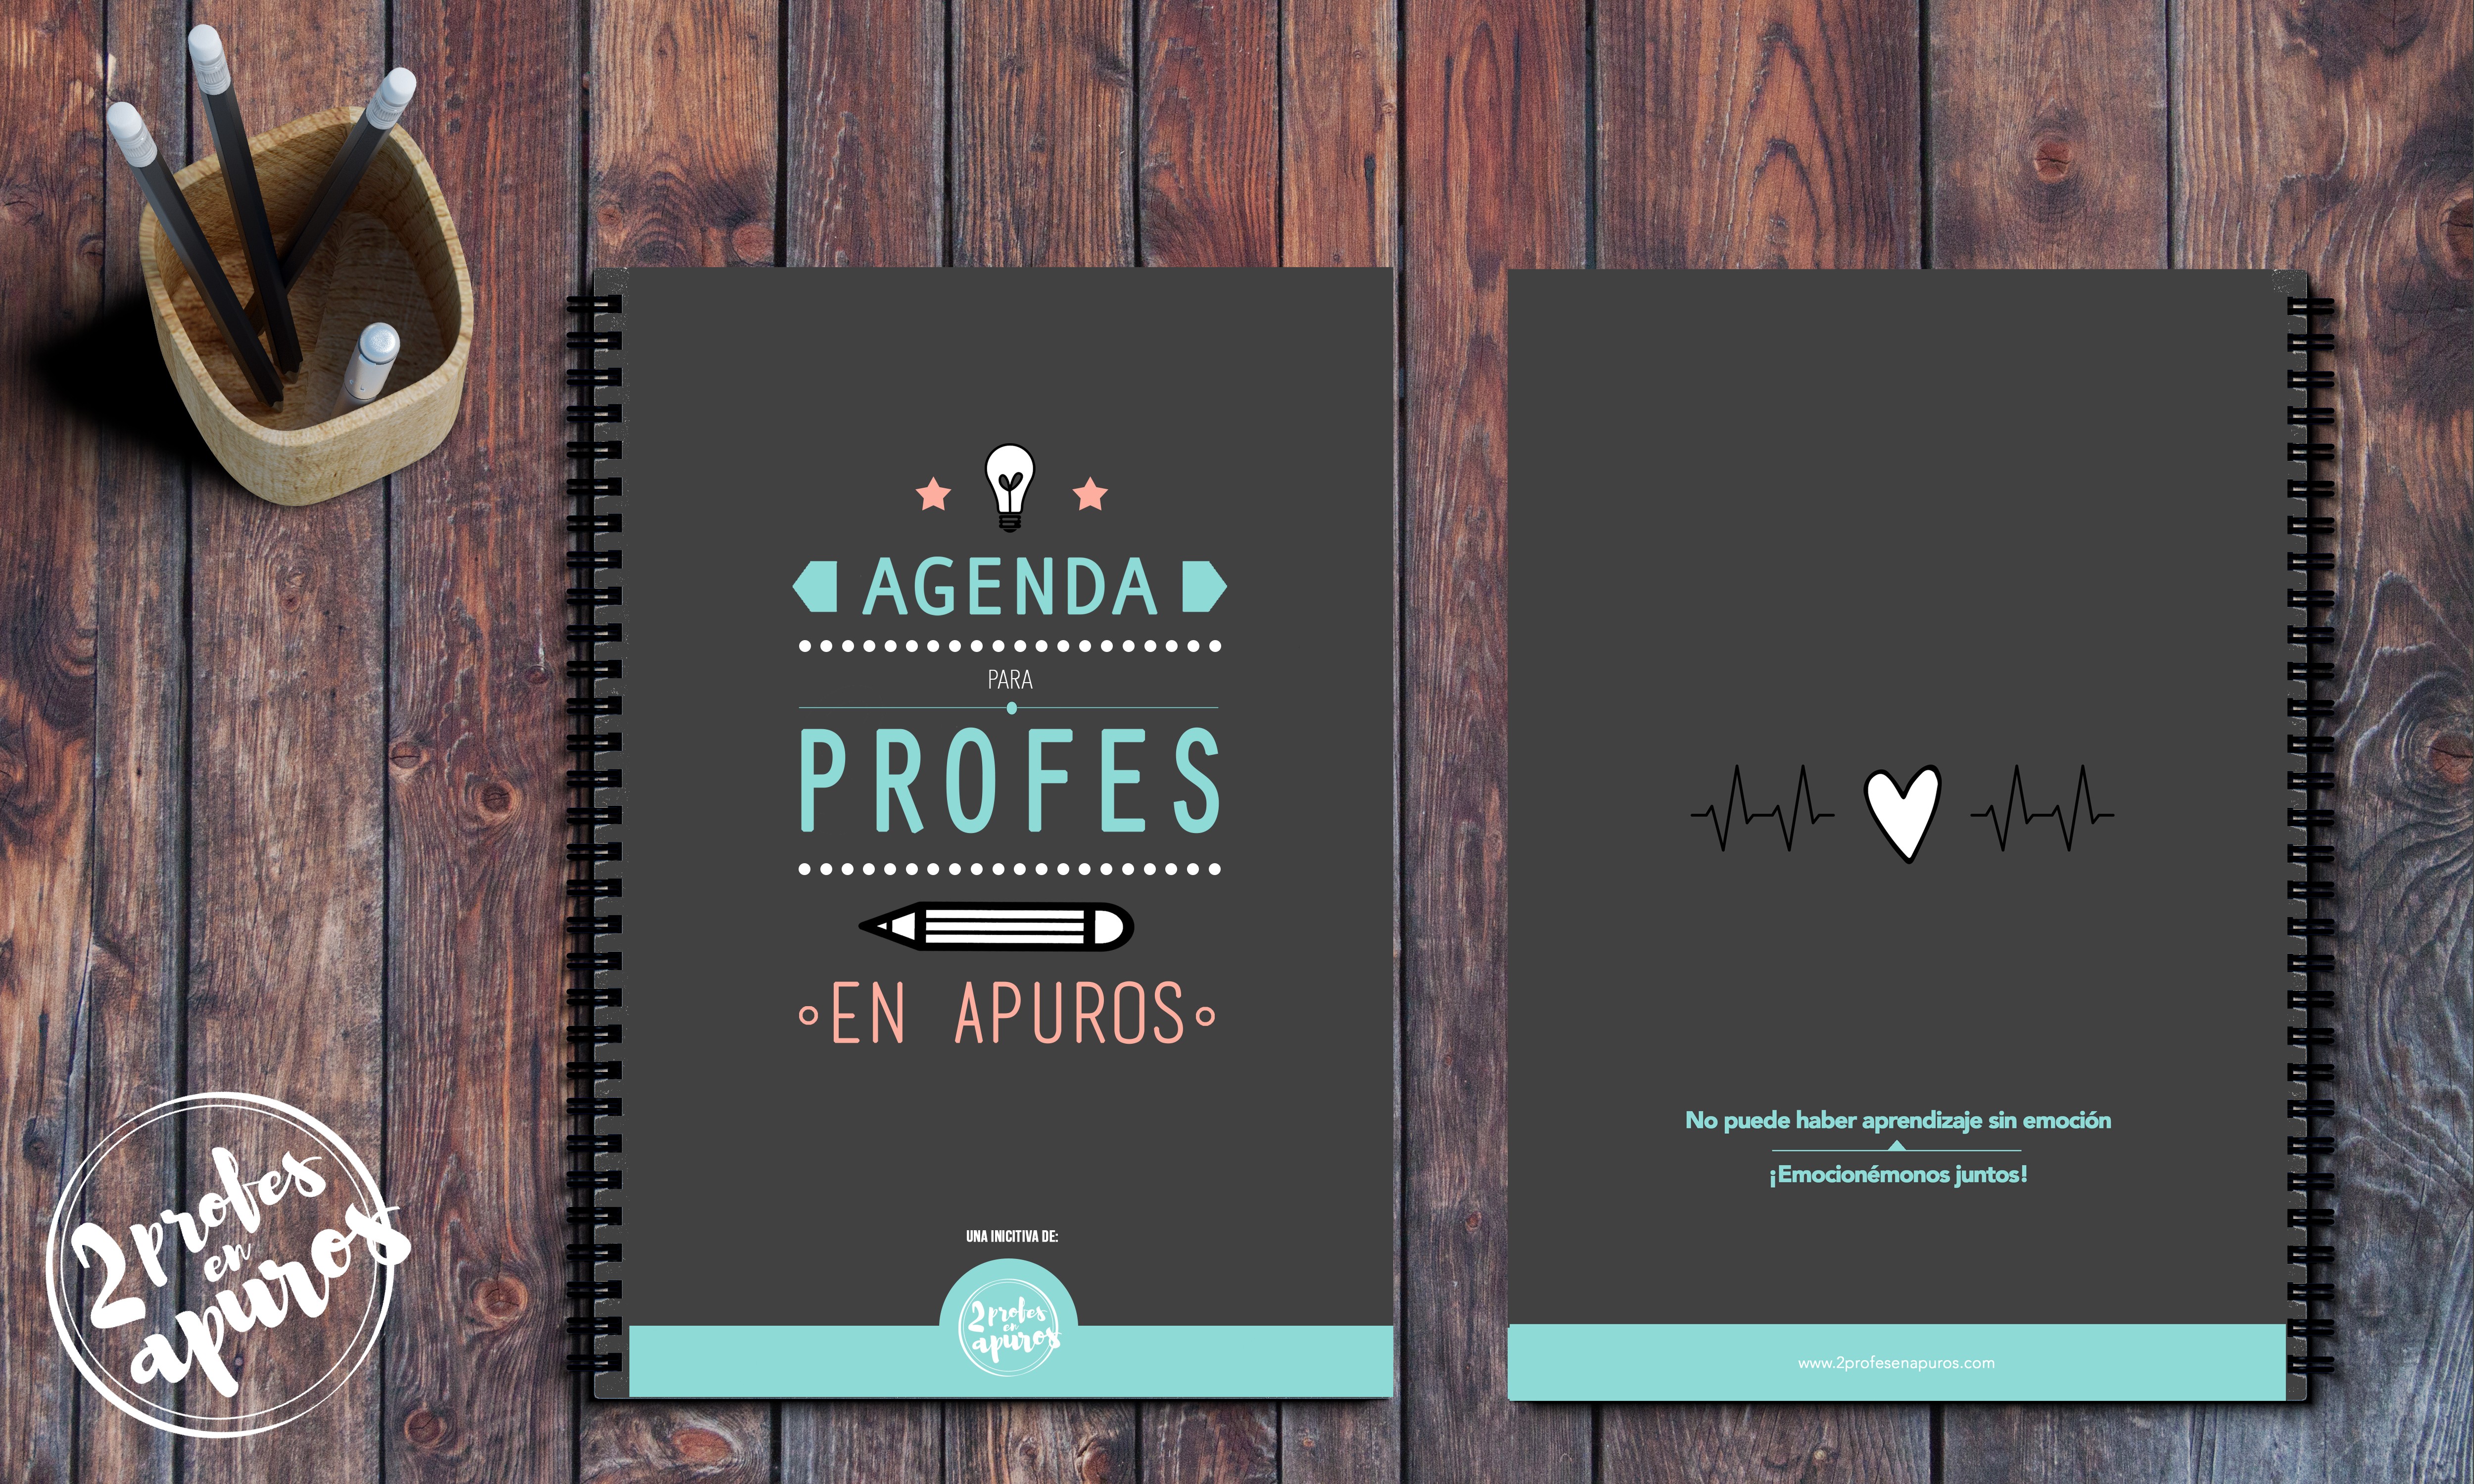 AGENDA
PARA
PROFES
EN APUROS
UNA INICITIVA DE:
2 profes
en
apuros
No puede haber aprendizaje sin emoción
¡Emocionémonos juntos!
www.2profesenapuros.com
2 profes
en
apuros